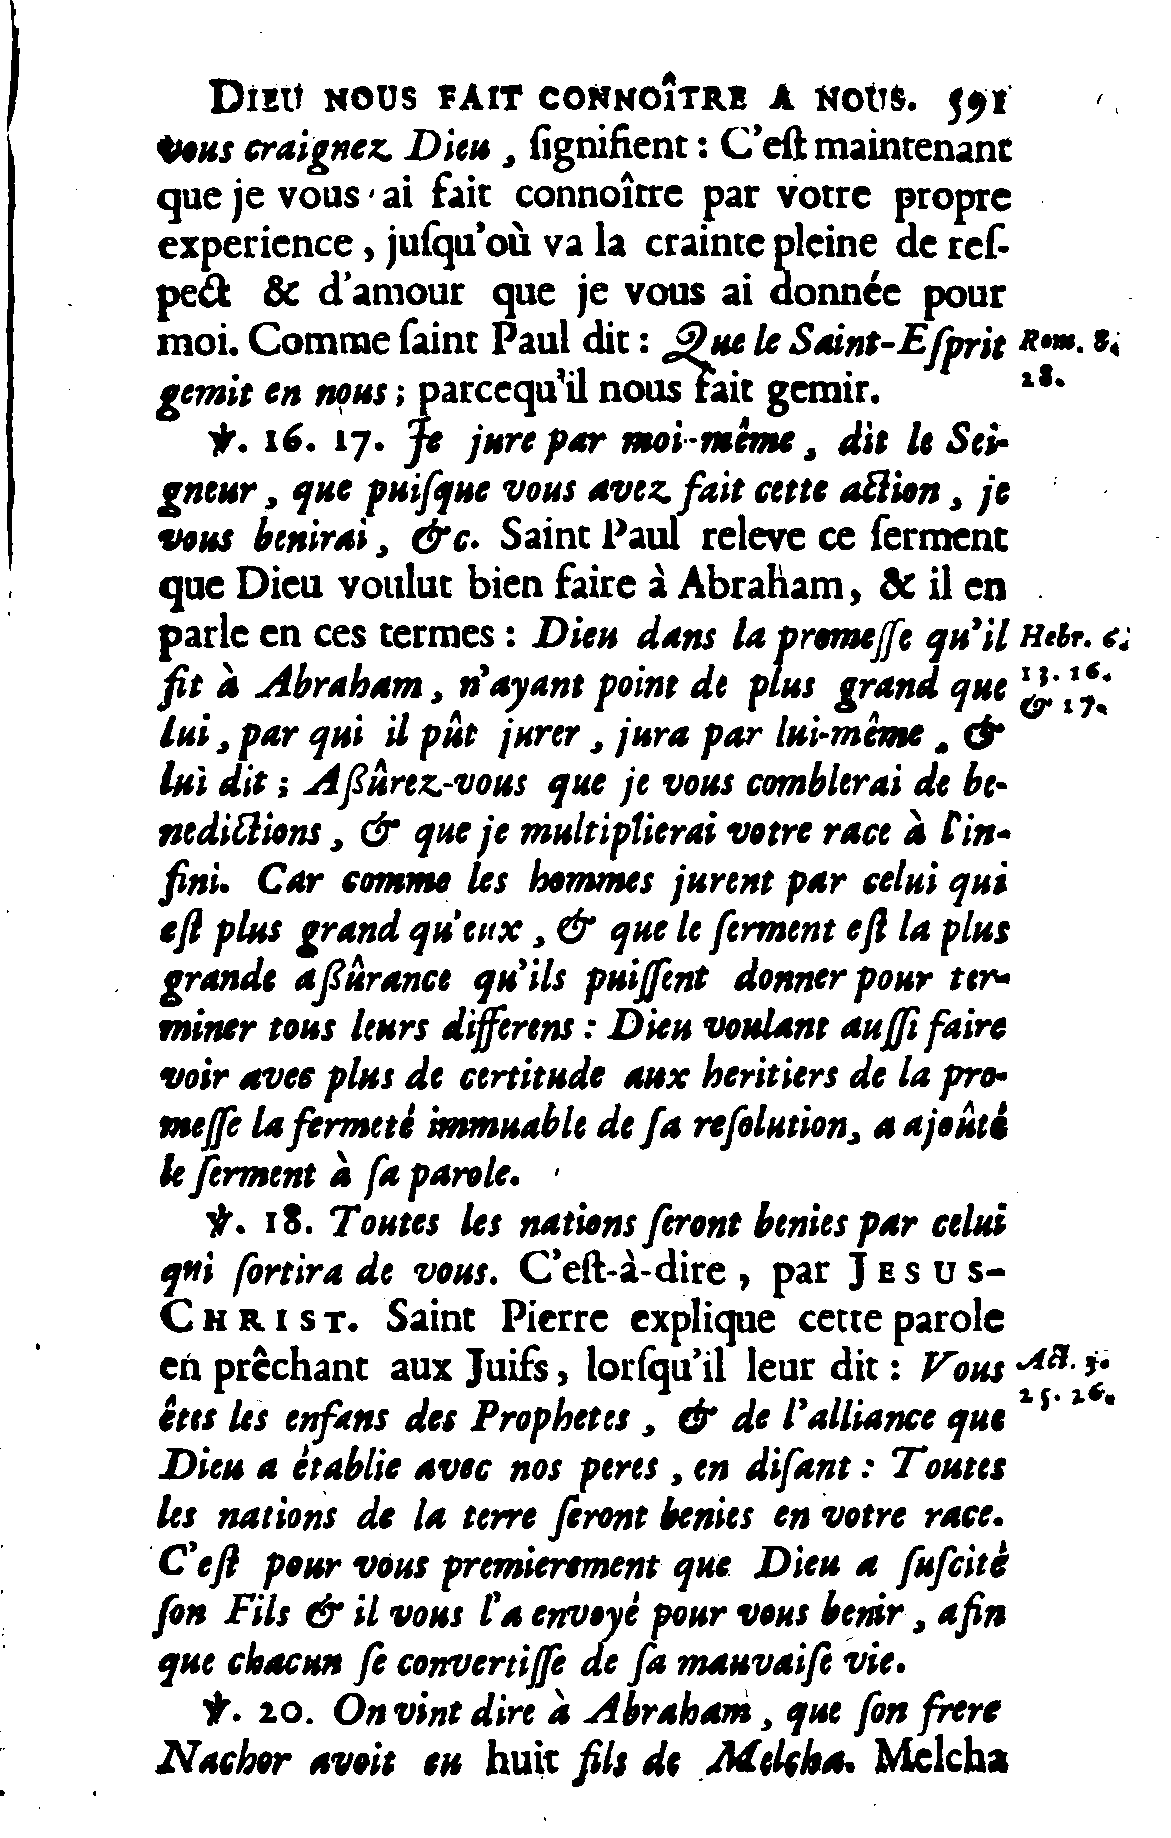 DIEU NOUS FAIT CONNOÎTRE A NOUS. 591
vous craignez Dieu, ſignifient : C'eſt maintenant
que je vous ai fait connoître par votre propre
experience, juſqu'où va la crainte pleine de reſ-
pect & d'amour que je vous ai donnée pour
moi. Comme ſaint Paul dit : Que le Saint-Eſprit
Rom. 8.
gemit en nous ; parcequ'il nous fait gemir.
28.
℣. 16. 17. Je jure par moi-même, dit le Sei-
gneur, que puiſque vous avez fait cette action, je
vous benirai, &c. Saint Paul releve ce ſerment
que Dieu voulut bien faire à Abraham, & il en
parle en ces termes : Dieu dans la promeſſe qu'il
Hebr. 6.
fit à Abraham, n'ayant point de plus grand que
13. 16.
& 17.
lui, par qui il pût jurer, jura par lui-même, &
lui dit ; Aßûrez-vous que je vous comblerai de be-
nedictions, & que je multiplierai votre race à l'in-
fini. Car comme les hommes jurent par celui qui
eſt plus grand qu'eux, & que le ſerment eſt la plus
grande aßûrance qu'ils puiſſent donner pour ter-
miner tous leurs differens : Dieu voulant auſſi faire
voir avec plus de certitude aux heritiers de la pro-
meſſe la fermeté immuable de ſa reſolution, a ajoûté
le ſerment à ſa parole.
℣. 18. Toutes les nations ſeront benies par celui
qui ſortira de vous. C'eſt-à-dire, par JESUS-
CHRIST. Saint Pierre explique cette parole
en prêchant aux Juifs, lorſqu'il leur dit : Vous
Act. 3.
êtes les enfans des Prophetes, & de l'alliance que
25. 26.
Dieu a établie avec nos peres, en diſant : Toutes
les nations de la terre ſeront benies en votre race.
C'eſt pour vous premierement que Dieu a ſuſcité
ſon Fils & il vous l'a envoyé pour vous benir, afin
que chacun ſe convertiſſe de ſa mauvaiſe vie.
℣. 20. On vint dire à Abraham, que ſon frere
Nachor avoit eu huit fils de Melcha. Melcha